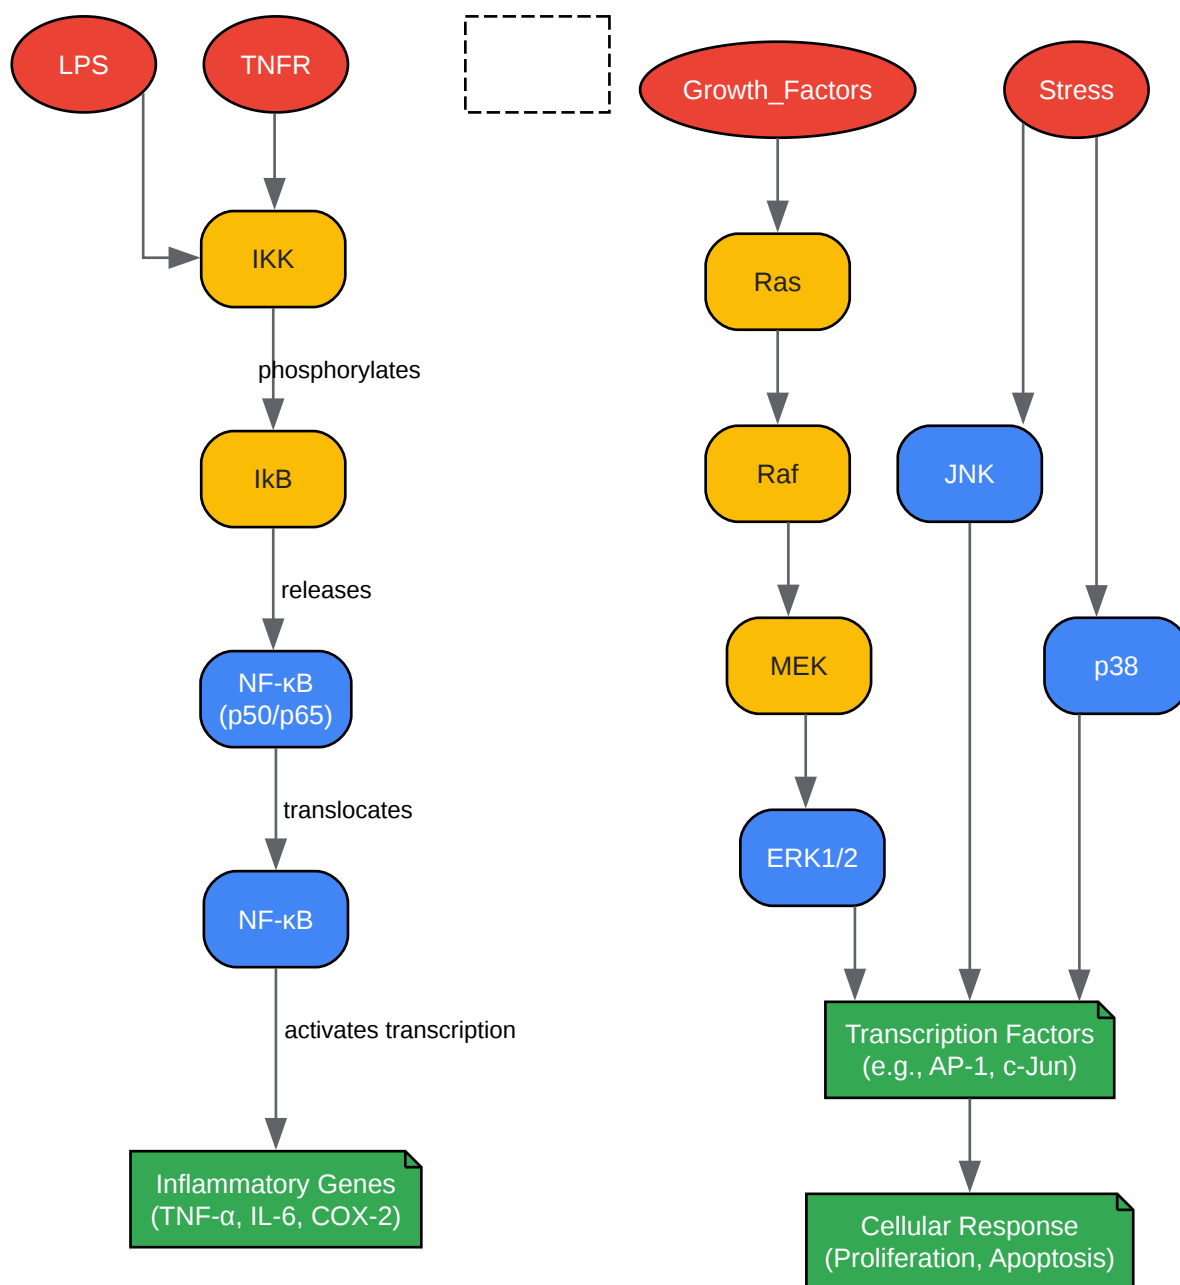 LPS
TNFR
Growth_Factors
Stress
IKK
Ras
phosphorylates
IkB
Raf
JNK
releases
NF-κB
(p50/p65)
MEK
p38
translocates
ERK1/2
NF-κB
activates transcription
Transcription Factors
(e.g., AP-1, c-Jun)
Inflammatory Genes
(TNF-α, IL-6, COX-2)
Cellular Response
(Proliferation, Apoptosis)